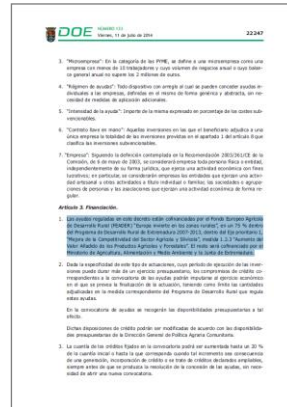 DOE
NÚMERO 133
Viernes, 11 de julio de 2014
22247
3. "Microempresa": En la categoría de las PYME, se define a una microempresa como una
empresa con menos de 10 trabajadores y cuyo volumen de negocios anual o cuyo balan-
ce general anual no supere los 2 millones de euros.
4. "Régimen de ayudas": Todo dispositivo con arreglo al cual se pueden conceder ayudas in-
dividuales a las empresas, definidas en el mismo de forma genérica y abstracta, sin ne-
cesidad de medidas de aplicación adicionales.
5. "Intensidad de la ayuda": Importe de la misma expresado en porcentaje de los costes sub-
vencionables.
6. "Contrato llave en mano": Aquellas inversiones en las que el beneficiario adjudica a una
única empresa la totalidad de las inversiones previstas en el apartado 1 del artículo 8 que
clasifica las inversiones subvencionables.
7. "Empresa": Siguiendo la definición contemplada en la Recomendación 2003/361/CE de la
Comisión, de 6 de mayo de 2003, se considerará empresa toda persona física o entidad,
independientemente de su forma jurídica, que ejerza una actividad económica con fines
lucrativos; en particular, se considerarán empresas las entidades que ejerzan una activi-
dad artesanal u otras actividades a título individual o familiar, las sociedades o agrupa-
ciones de personas y las asociaciones que ejerzan una actividad económica de forma re-
gular.
Artículo 3. Financiación.
1. Las ayudas reguladas en este decreto están cofinanciadas por el Fondo Europeo Agrícola
de Desarrollo Rural (FEADER) "Europa invierte en las zonas rurales", en un 75 % dentro
del Programa de Desarrollo Rural de Extremadura 2007-2013, dentro del Eje prioritario 1,
"Mejora de la Competitividad del Sector Agrícola y Silvícola", medida 1.2.3 "Aumento del
Valor Añadido de los Productos Agrícolas y Forestales". El resto será cofinanciado por el
Ministerio de Agricultura, Alimentación y Medio Ambiente y la Junta de Extremadura.
2. Dada la especificidad de este tipo de actuaciones, cuyo período de ejecución de las inver-
siones puede durar más de un ejercicio presupuestario, los compromisos de crédito co-
rrespondientes a la convocatoria de las ayudas podrán imputarse al ejercicio económico
en el que se prevea la finalización de la actuación, teniendo como límite las cantidades
adjudicadas en la medida correspondiente del Programa de Desarrollo Rural que regula
estas ayudas.
En la convocatoria de ayudas se recogerán las disponibilidades presupuestarias a tal
efecto.
Dichas disposiciones de crédito podrán ser modificadas de acuerdo con las disponibilida-
des presupuestarias de la Dirección General de Política Agraria Comunitaria.
3. La cuantía de los créditos fijados en la convocatoria podrá ser aumentada hasta un 20 %
de la cuantía inicial o hasta la que corresponda cuando tal incremento sea consecuencia
de una generación, incorporación de crédito o se trate de créditos declarados ampliables,
siempre antes de que se produzca la resolución de la concesión de las ayudas, sin nece-
sidad de abrir una nueva convocatoria.